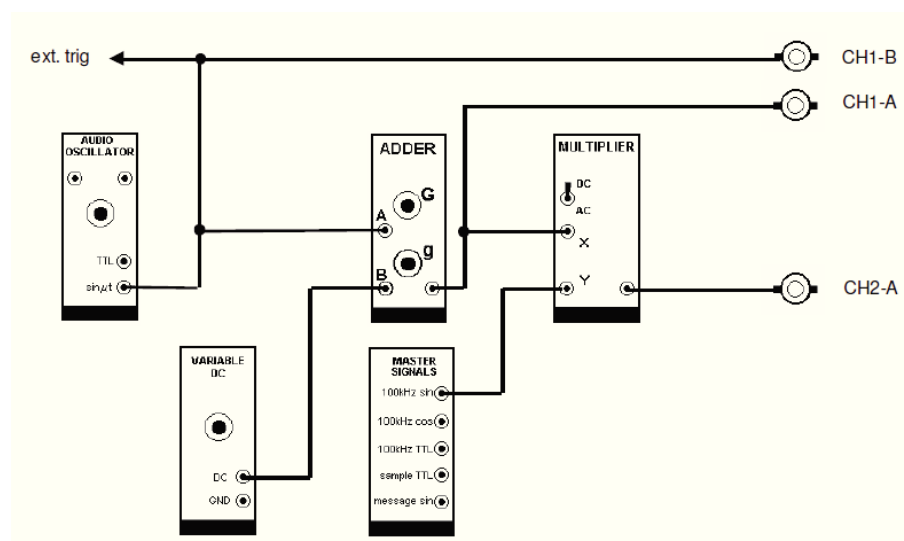 ext. trig
CH1-B
CH1-A
AUDIO
OSCILLATOR
TTL
sinμt
ADDER
G
A
g
B
MULTIPLIER
DC
AC
X
Y
CH2-A
VARIABLE
DC
DC
GND
MASTER
SIGNALS
100kHz sin
100kHz cos
100kHz TTL
sample TTL
message sin